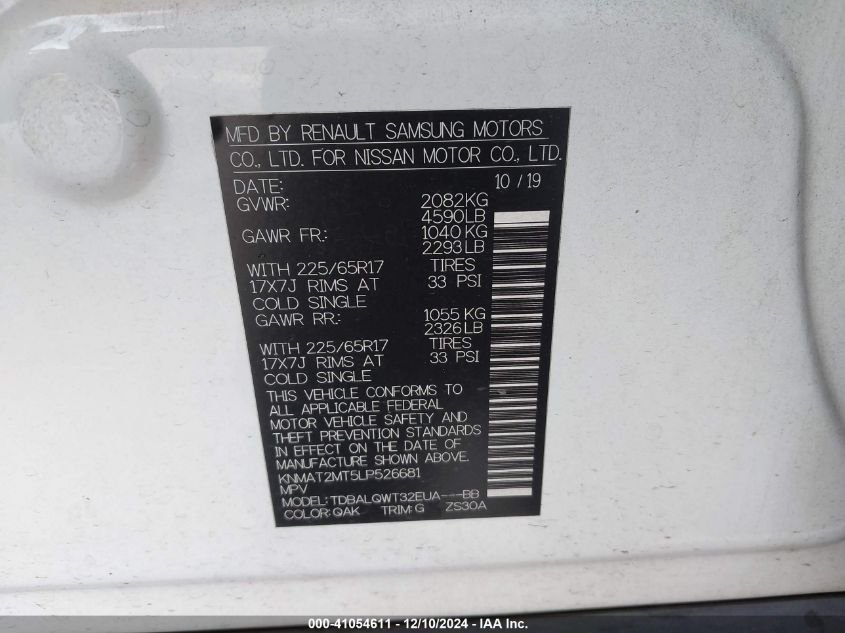 MFD BY RENAULT SAMSUNG MOTORS
CO., LTD. FOR NISSAN MOTOR CO., LTD.
DATE: 10 / 19
GVWR: 2082KG
4590LB
GAWR FR.: 1040 KG
2293LB
WITH 225/65R17 TIRES
17X7J RIMS AT 33 PSI
COLD SINGLE
GAWR RR.: 1055 KG
2326LB
WITH 225/65R17 TIRES
17X7J RIMS AT 33 PSI
COLD SINGLE
THIS VEHICLE CONFORMS TO
ALL APPLICABLE FEDERAL
MOTOR VEHICLE SAFETY AND
THEFT PREVENTION STANDARDS
IN EFFECT ON THE DATE OF
MANUFACTURE SHOWN ABOVE.
KNMAT2MT5LP526681
MPV
MODEL: TDBALQWT32EUA---BB
COLOR: QAK TRIM: G ZS30A
000-41054611 - 12/10/2024 - IAA Inc.